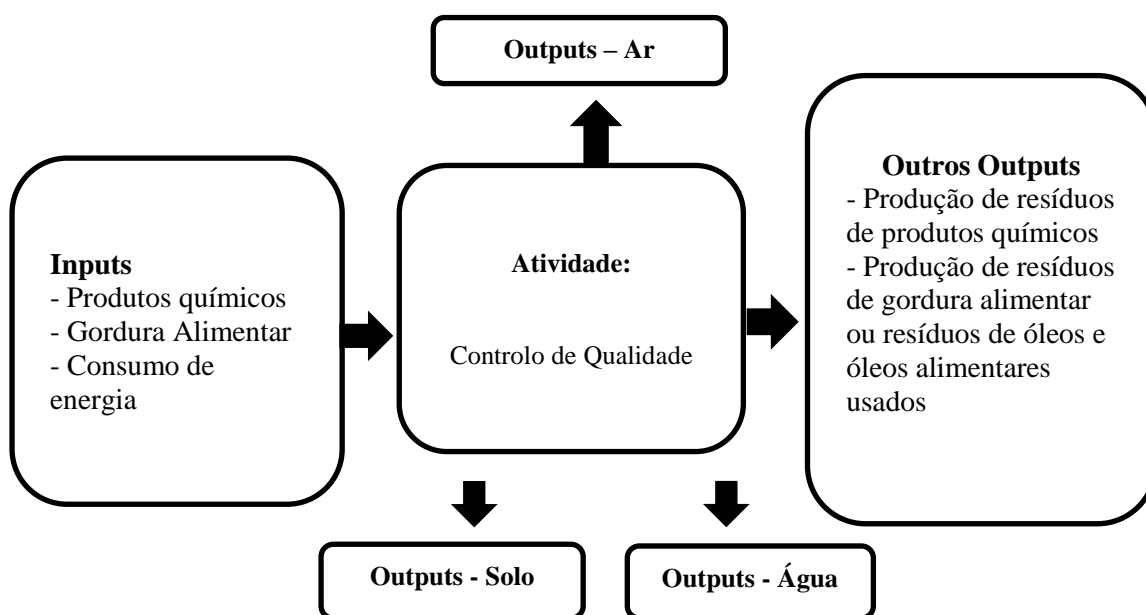 Outputs – Ar
Inputs
- Produtos químicos
- Gordura Alimentar
- Consumo de
energia
Atividade:
Controlo de Qualidade
Outros Outputs
- Produção de resíduos
de produtos químicos
- Produção de resíduos
de gordura alimentar
ou resíduos de óleos e
óleos alimentares
usados
Outputs - Solo
Outputs - Água